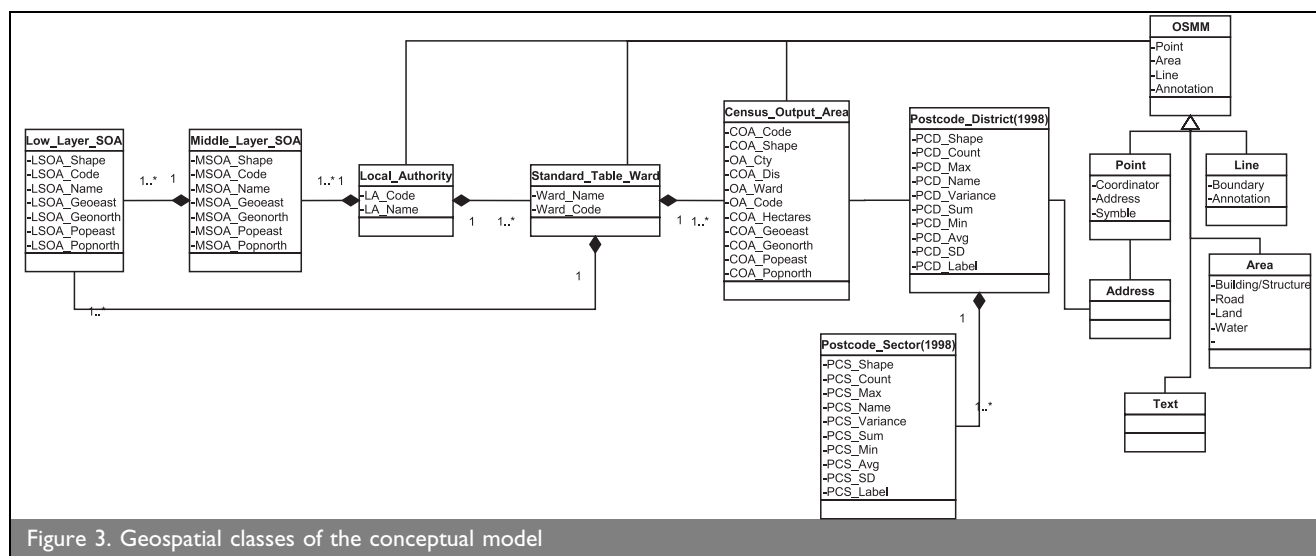 OSMM
-Point
-Area
-Line
-Annotation
Low_Layer_SOA
-LSOA_Shape
-LSOA_Code
-LSOA_Name
-LSOA_Geoeast
-LSOA_Geonorth
-LSOA_Popeast
-LSOA_Popnorth
1..*
1
Middle_Layer_SOA
-MSOA_Shape
-MSOA_Code
-MSOA_Name
-MSOA_Geoeast
-MSOA_Geonorth
-MSOA_Popeast
-MSOA_Popnorth
1..*
1
Local_Authority
-LA_Code
-LA_Name
1
1..*
Standard_Table_Ward
-Ward_Name
-Ward_Code
1
1..*
1
1..*
Census_Output_Area
-COA_Code
-COA_Shape
-OA_Cty
-COA_Dis
-OA_Ward
-OA_Code
-COA_Hectares
-COA_Geoeast
-COA_Geonorth
-COA_Popeast
-COA_Popnorth
Postcode_District(1998)
-PCD_Shape
-PCD_Count
-PCD_Max
-PCD_Name
-PCD_Variance
-PCD_Sum
-PCD_Min
-PCD_Avg
-PCD_SD
-PCD_Label
1
1..*
Postcode_Sector(1998)
-PCS_Shape
-PCS_Count
-PCS_Max
-PCS_Name
-PCS_Variance
-PCS_Sum
-PCS_Min
-PCS_Avg
-PCS_SD
-PCS_Label
Point
-Coordinator
-Address
-Symble
Line
-Boundary
-Annotation
Address
Area
-Building/Structure
-Road
-Land
-Water
-
Text
Figure 3. Geospatial classes of the conceptual model